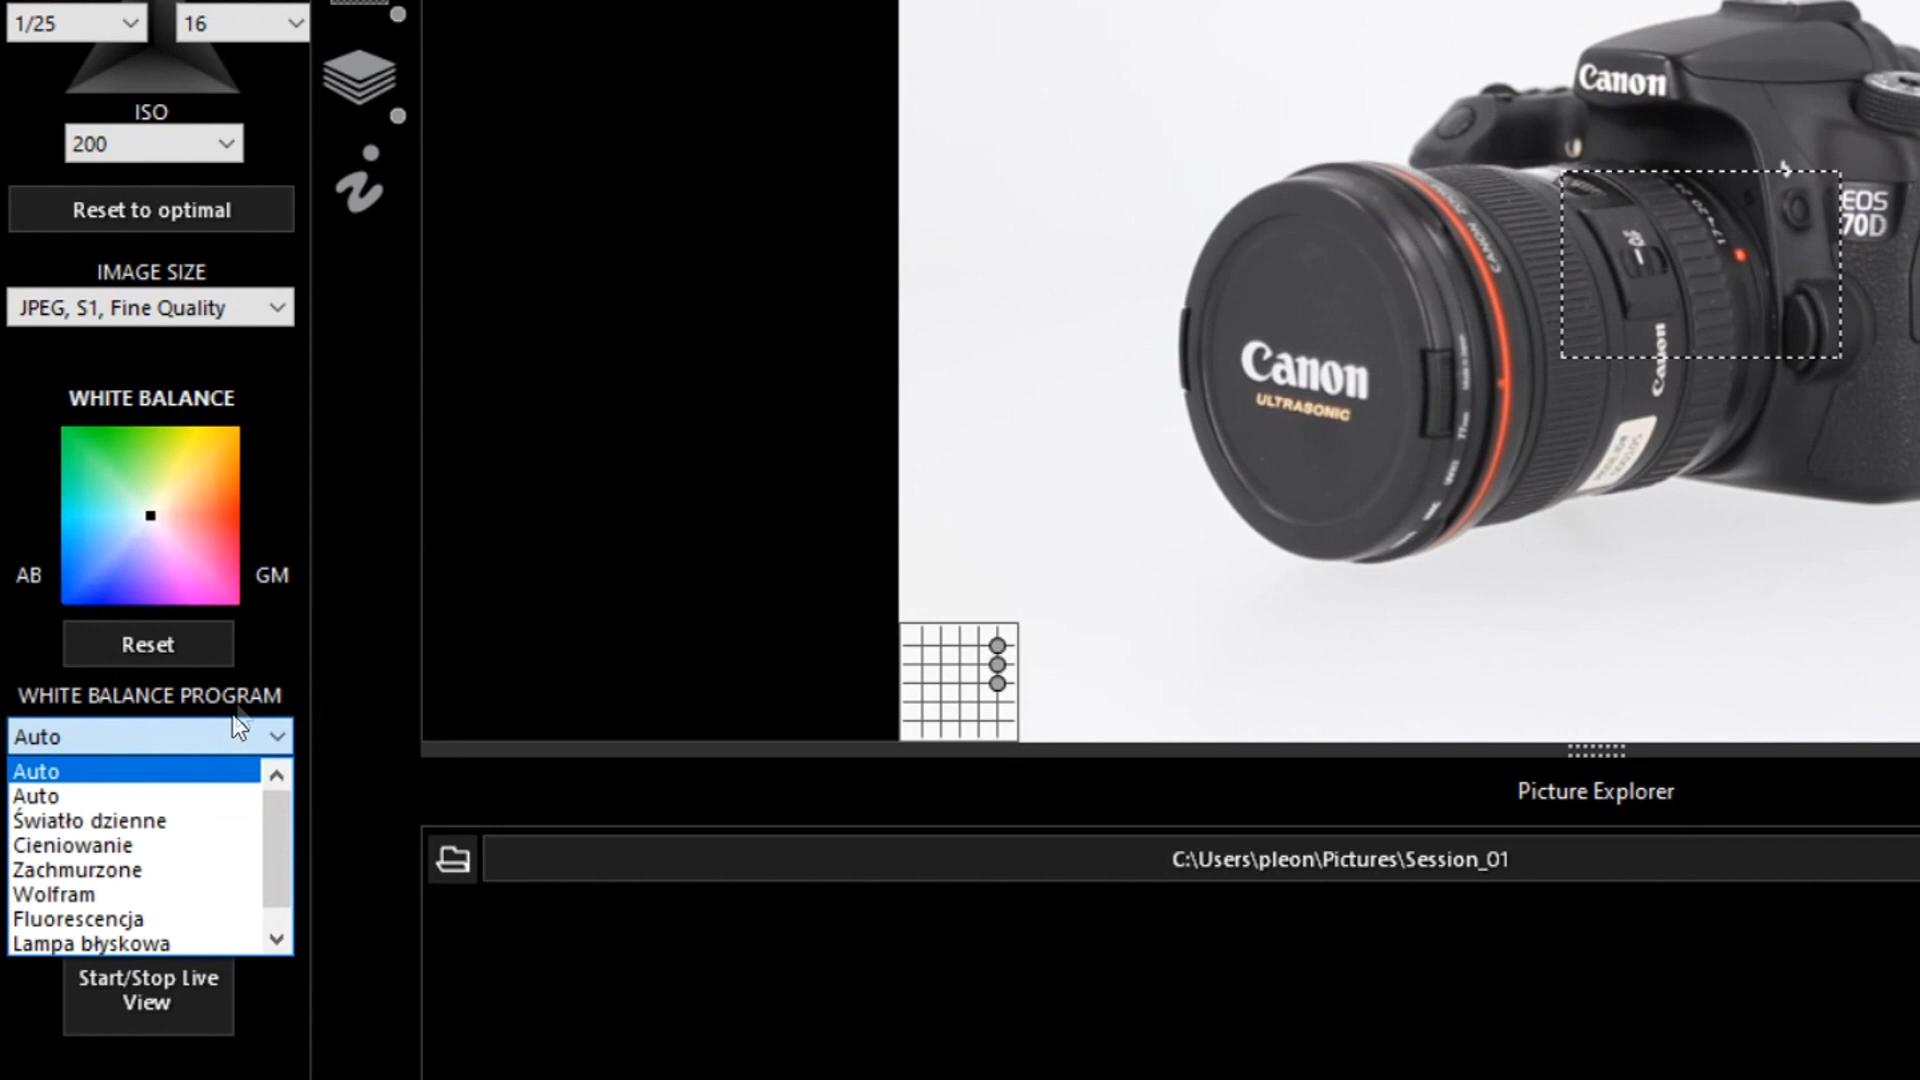 1/25
16
ISO
200
Reset to optimal
IMAGE SIZE
JPEG, S1, Fine Quality
WHITE BALANCE
AB
GM
Reset
WHITE BALANCE PROGRAM
Auto
Auto
Auto
Światło dzienne
Cieniowanie
Zachmurzone
Wolfram
Fluorescencja
Lampa błyskowa
Start/Stop Live
View
Canon
EOS
70D
Canon
ULTRASONIC
Canon
77mm
Picture Explorer
C:\Users\pleon\Pictures\Session_01